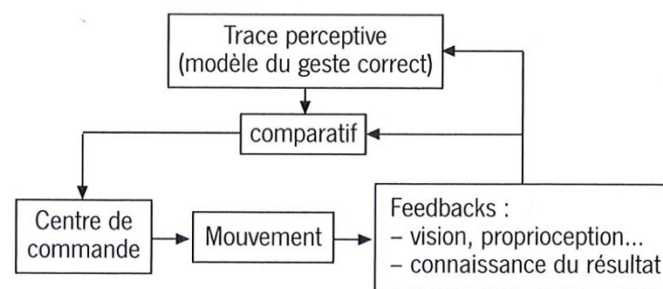 Trace perceptive
(modèle du geste correct)
comparatif
Centre de
commande
Mouvement
Feedbacks :
– vision, proprioception...
– connaissance du résultat